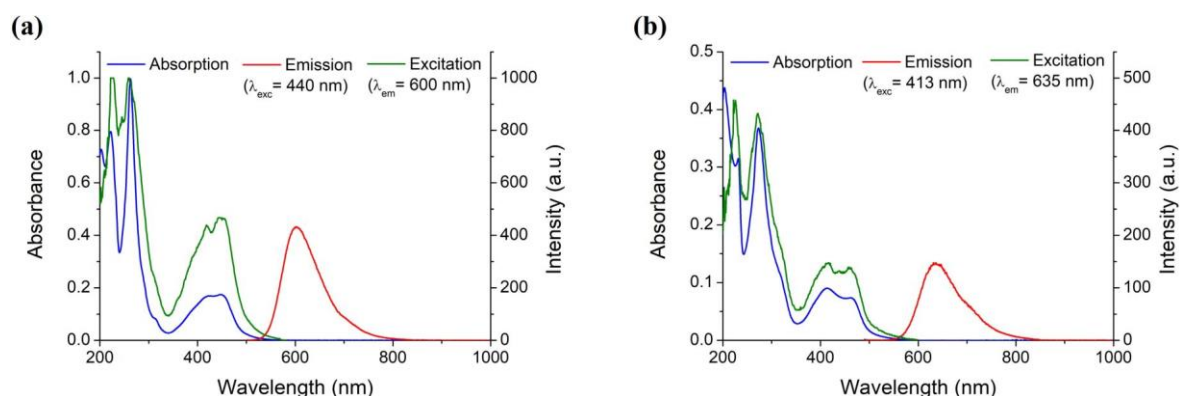 (a)
Absorption Emission Excitation
(λexc= 440 nm) (λem= 600 nm)
Absorbance
1.0
0.8
0.6
0.4
0.2
0.0
Intensity (a.u.)
1000
800
600
400
200
0
200 400 600 800 1000
Wavelength (nm)
(b)
Absorption Emission Excitation
(λexc= 413 nm) (λem= 635 nm)
Absorbance
0.5
0.4
0.3
0.2
0.1
0.0
Intensity (a.u.)
500
400
300
200
100
0
200 400 600 800 1000
Wavelength (nm)